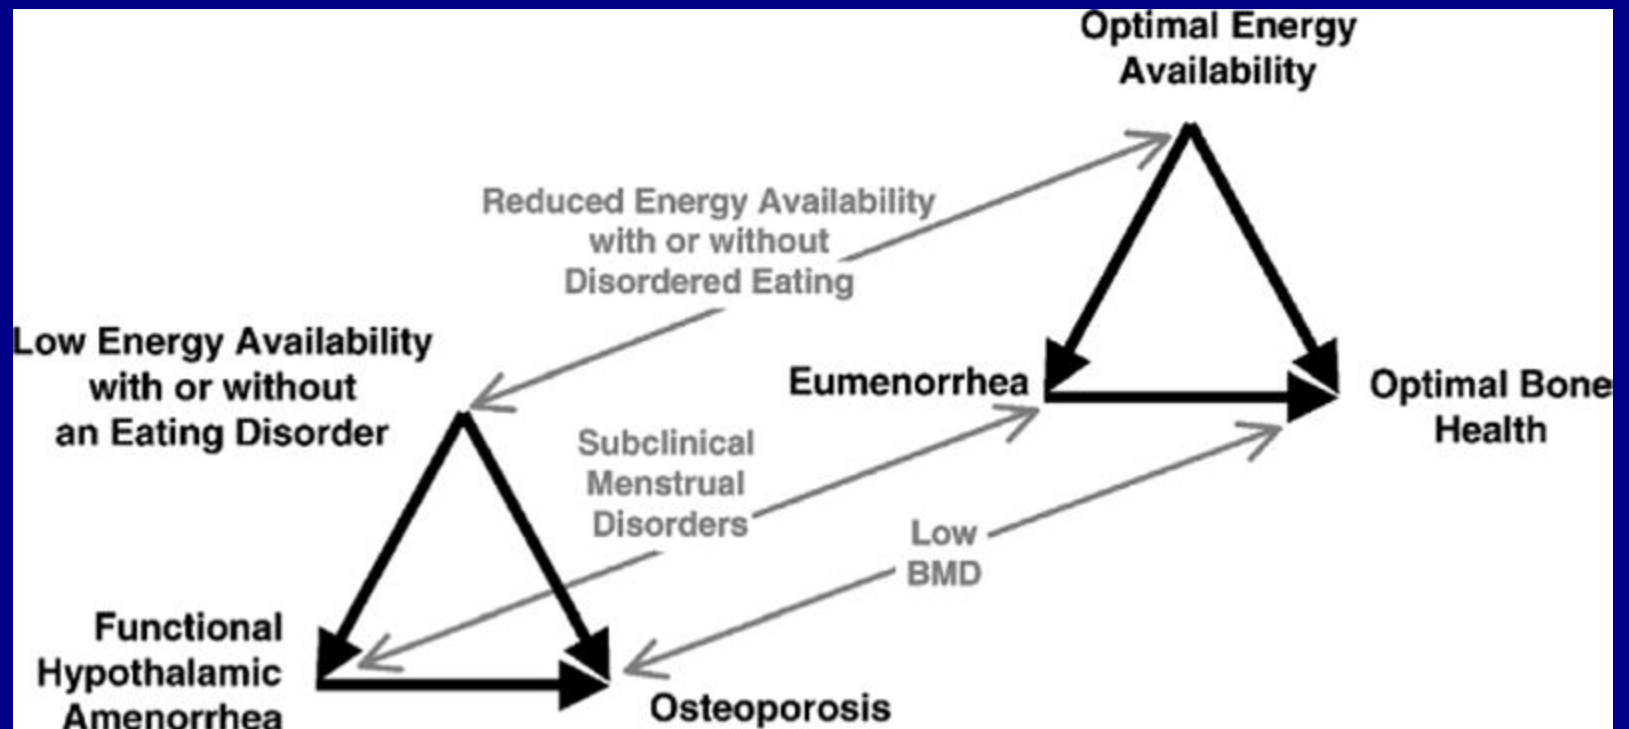 Optimal Energy
Availability
Reduced Energy Availability
with or without
Disordered Eating
Low Energy Availability
with or without
an Eating Disorder
Eumenorrhea
Optimal Bone
Health
Subclinical
Menstrual
Disorders
Low
BMD
Functional
Hypothalamic
Amenorrhea
Osteoporosis